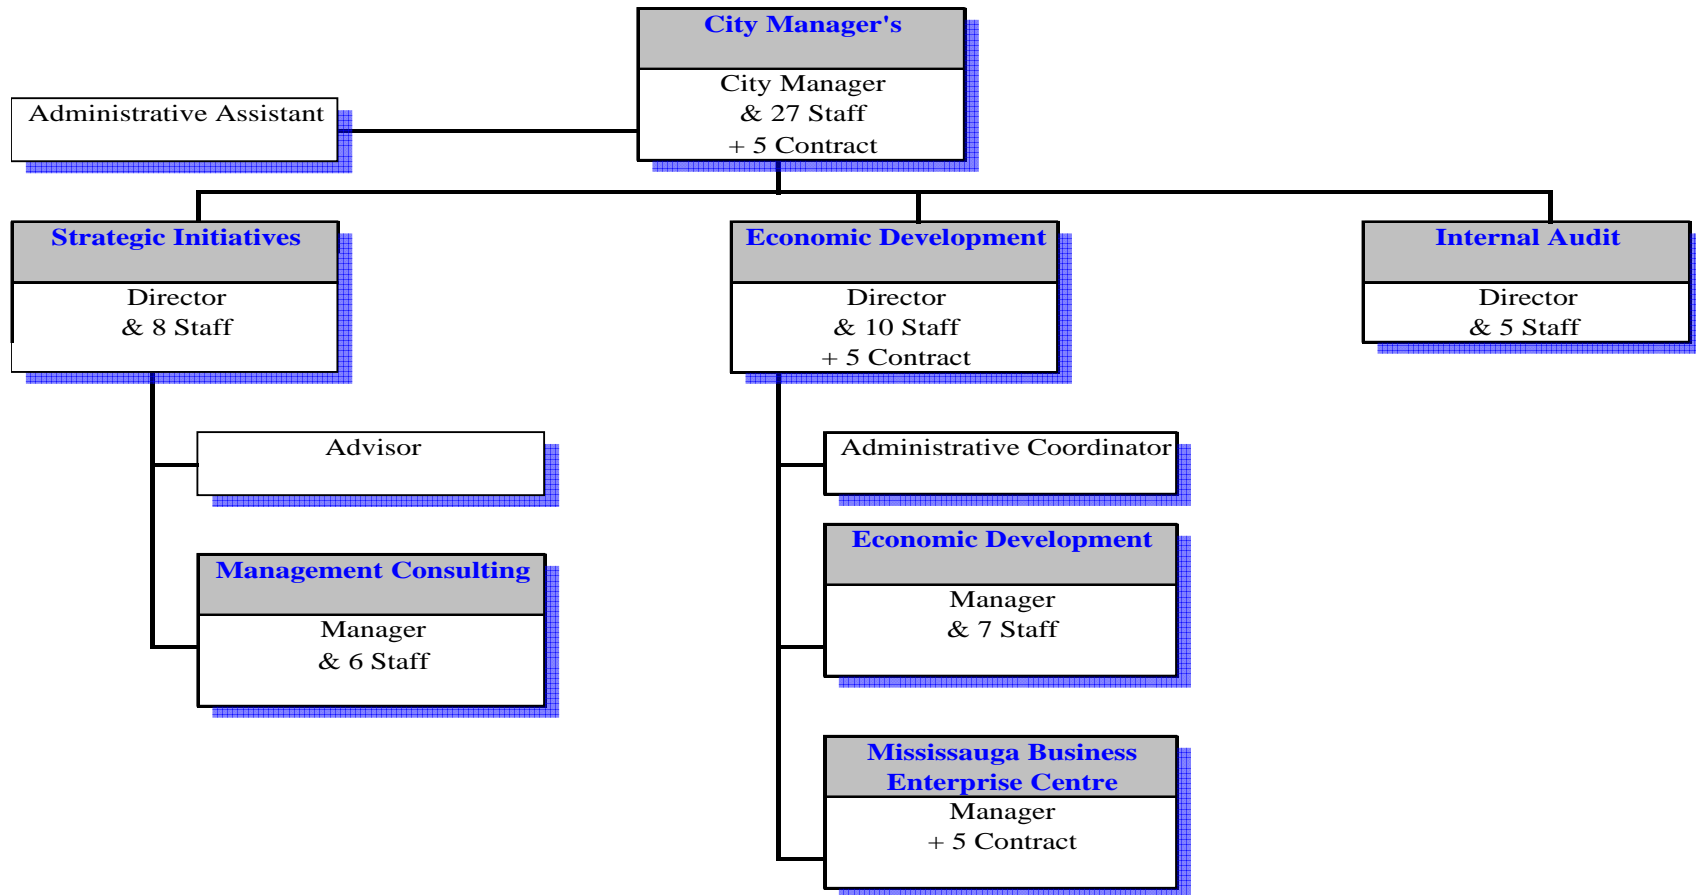 City Manager's
City Manager
& 27 Staff
+ 5 Contract
Administrative Assistant
Strategic Initiatives
Director
& 8 Staff
Economic Development
Director
& 10 Staff
+ 5 Contract
Internal Audit
Director
& 5 Staff
Advisor
Management Consulting
Manager
& 6 Staff
Administrative Coordinator
Economic Development
Manager
& 7 Staff
Mississauga Business
Enterprise Centre
Manager
+ 5 Contract